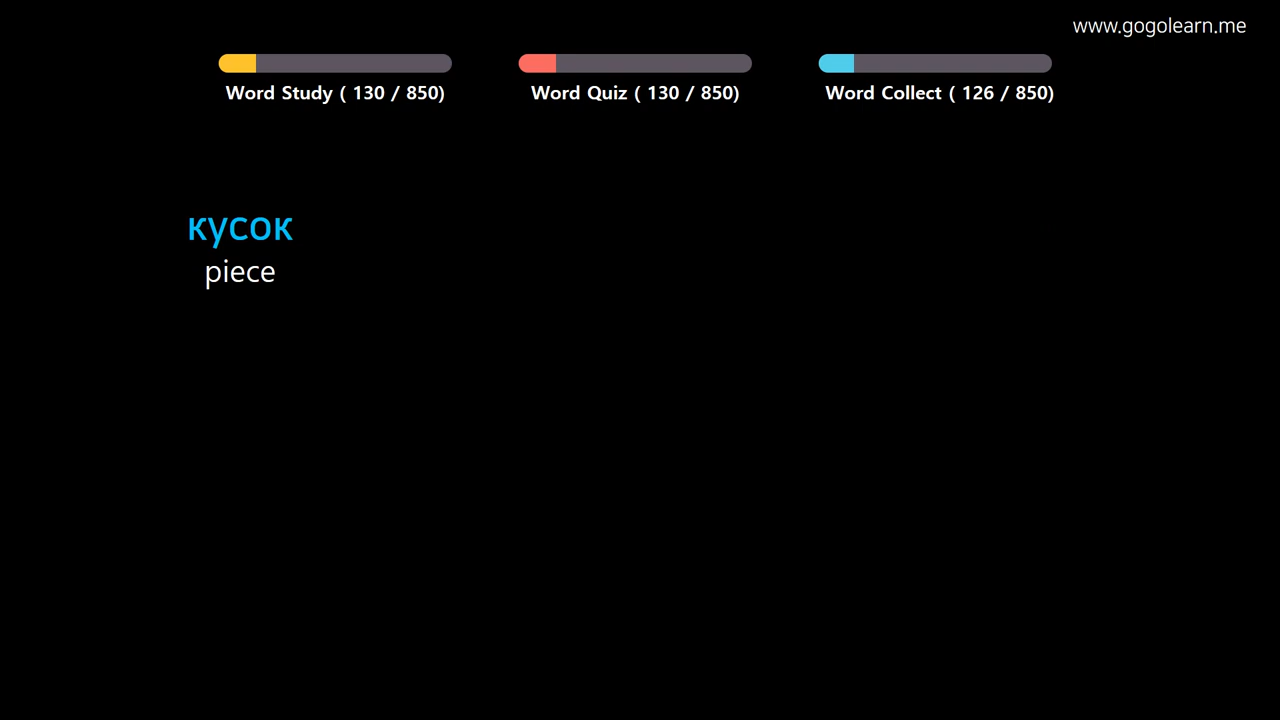 www.gogolearn.me
Word Study ( 130 / 850)
Word Quiz ( 130 / 850)
Word Collect ( 126 / 850)
кусок
piece